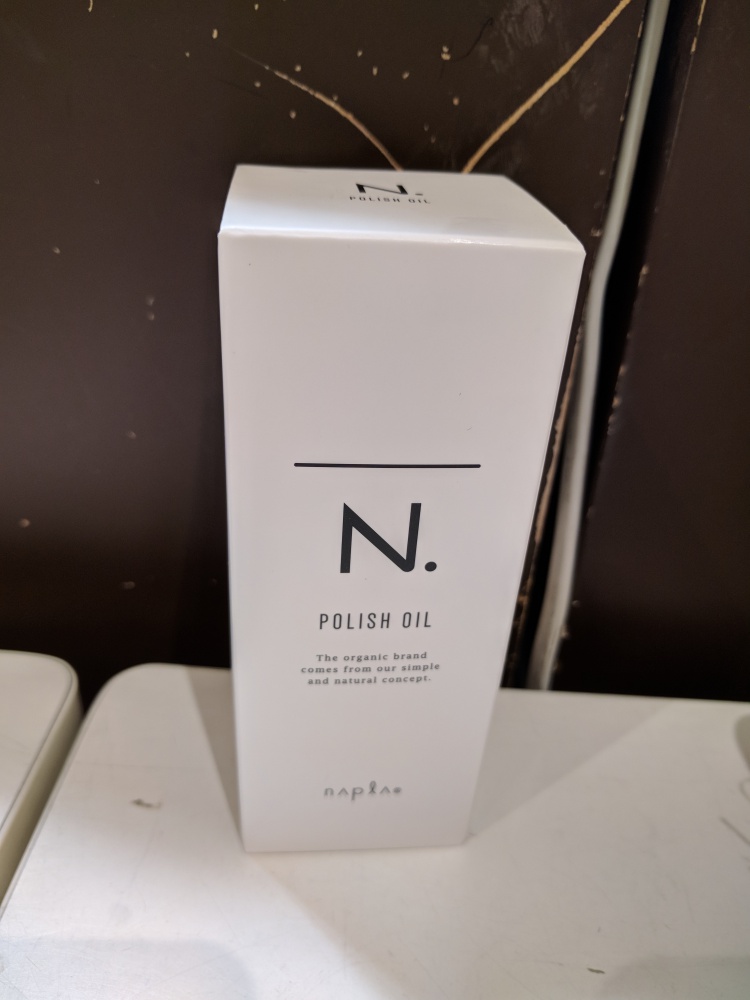 N.
POLISH OIL
N.
POLISH OIL
The organic brand
comes from our simple
and natural concept.
napla